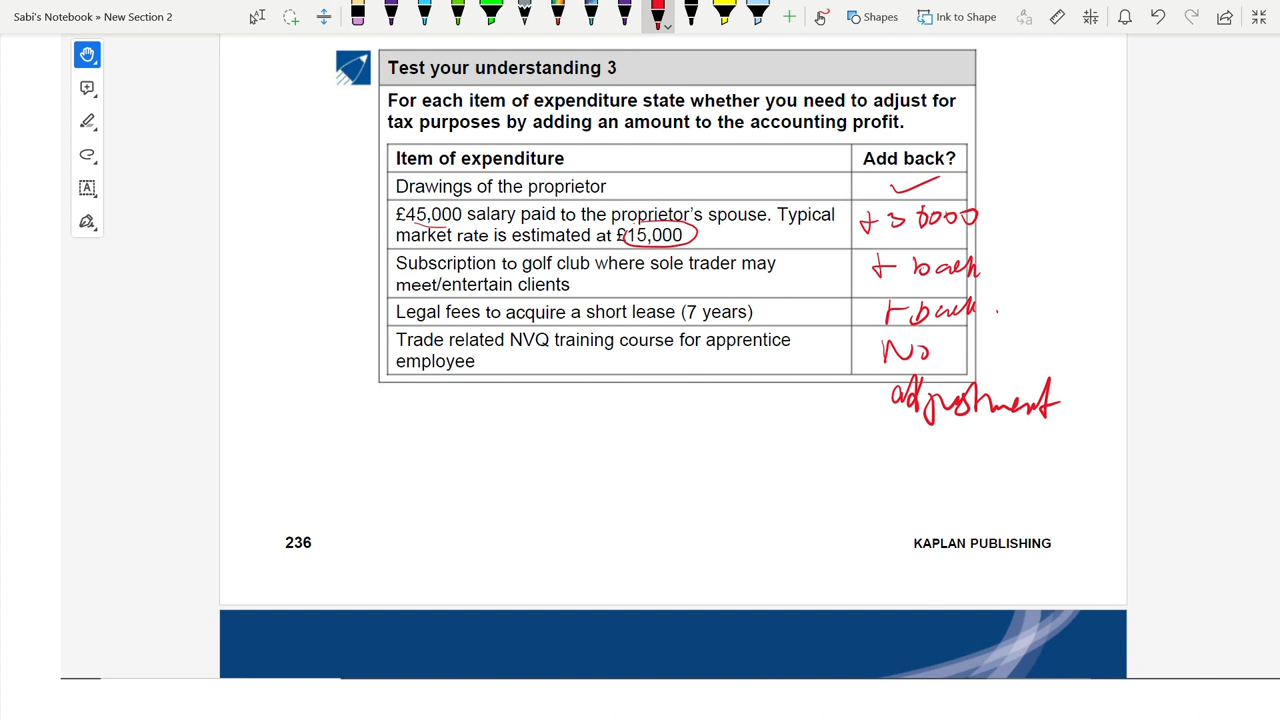 Sabi's Notebook » New Section 2
Shapes
Ink to Shape
Test your understanding 3
For each item of expenditure state whether you need to adjust for
tax purposes by adding an amount to the accounting profit.
Item of expenditure
Add back?
Drawings of the proprietor
£45,000 salary paid to the proprietor's spouse. Typical
market rate is estimated at £15,000
+30000
Subscription to golf club where sole trader may
meet/entertain clients
+ back
Legal fees to acquire a short lease (7 years)
+ back
Trade related NVQ training course for apprentice
employee
No
adjustment
236
KAPLAN PUBLISHING